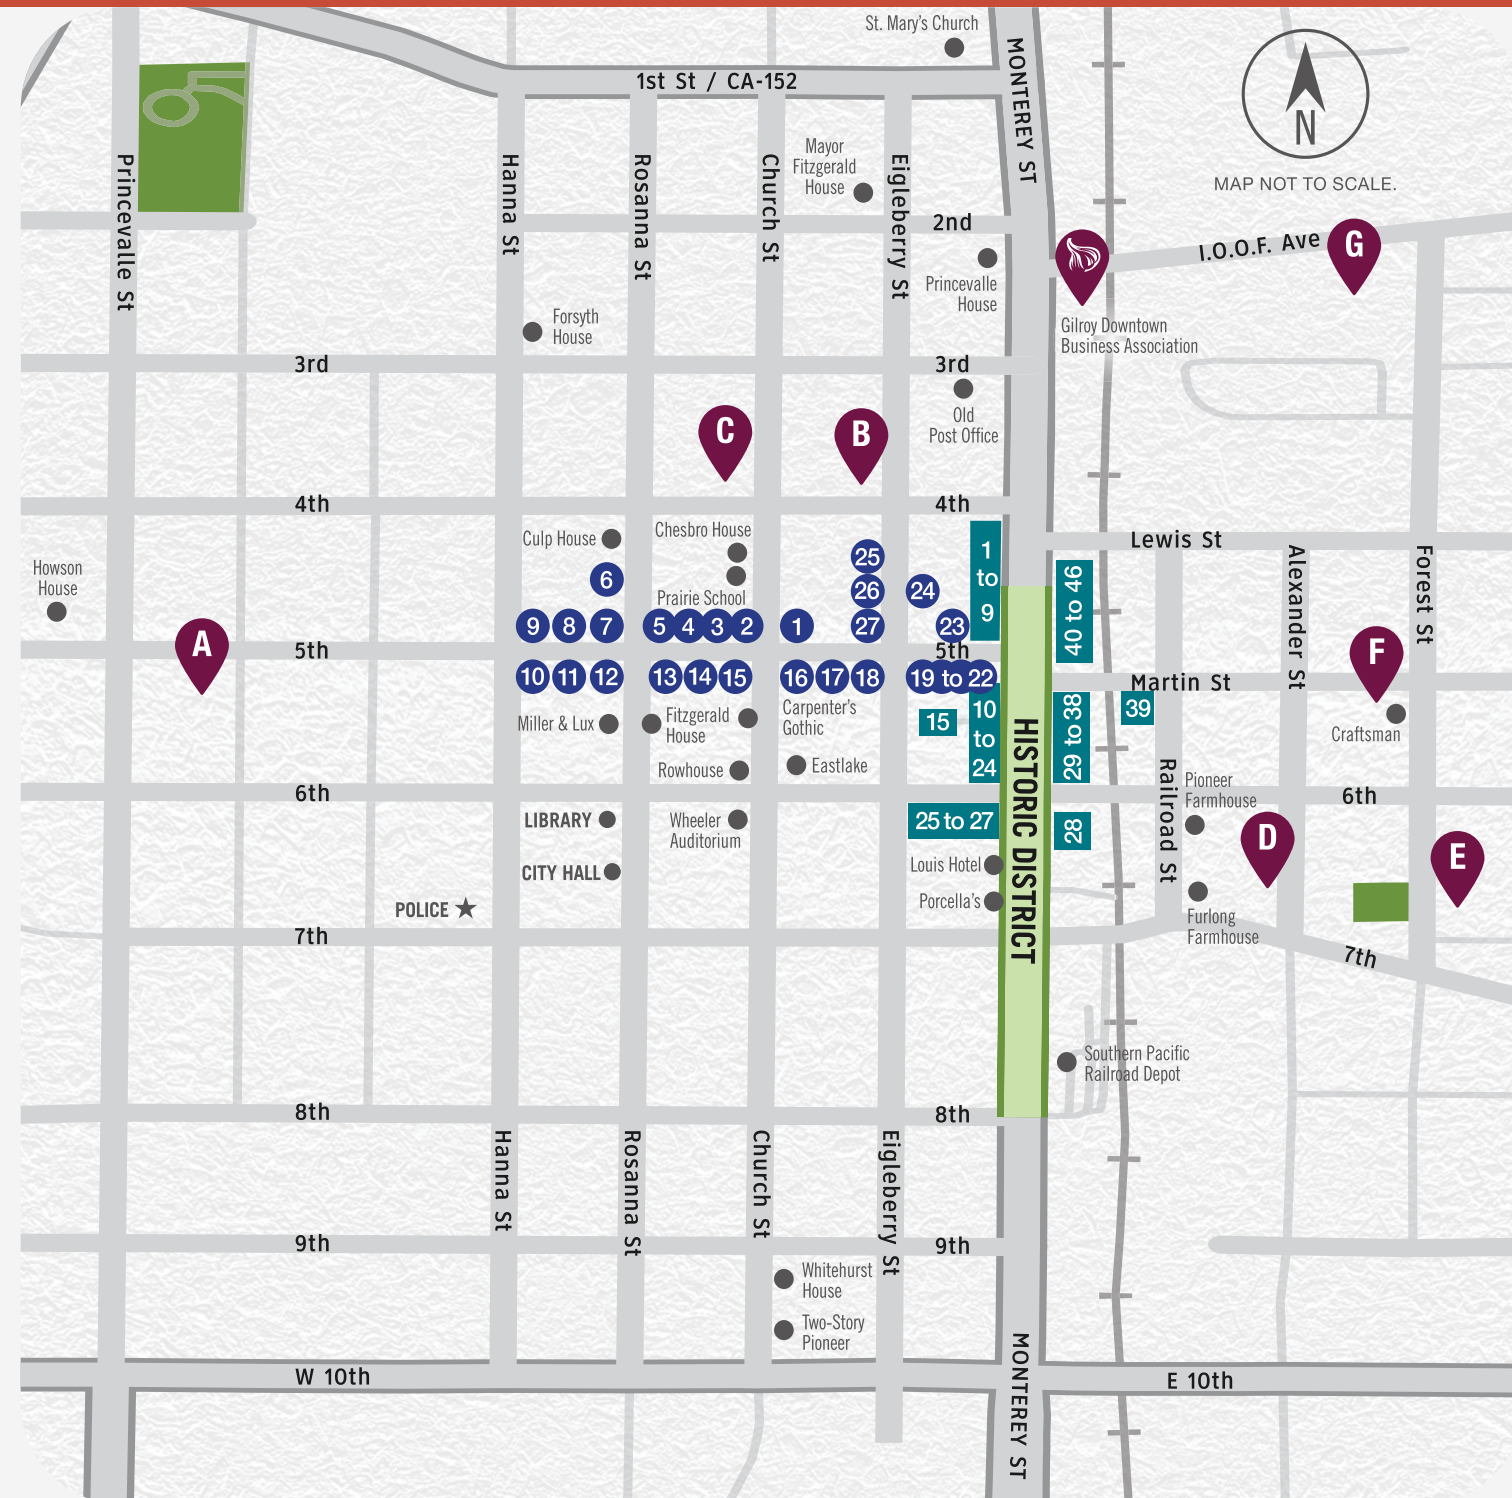 St. Mary's Church
MONTEREY ST
1st St / CA-152
N
MAP NOT TO SCALE.
Princevalle St
Hanna St
Rosanna St
Church St
Mayor
Fitzgerald
House
Eigleberry St
2nd
I.O.O.F. Ave
G
Princevalle
House
Gilroy Downtown
Business Association
Forsyth
House
3rd
3rd
Old
Post Office
C
B
4th
4th
Culp House
Chesbro House
Prairie School
Howson
House
Lewis St
Alexander St
Forest St
1
to
9
40 to 46
25
26
24
6
9
8
7
5
4
3
2
1
27
23
A
5th
5th
F
Martin St
10
11
12
13
14
15
16
17
18
19 to 22
Miller & Lux
Fitzgerald
House
Carpenter's
Gothic
15
10
to
24
29 to 38
39
Craftsman
HISTORIC DISTRICT
Rowhouse
Eastlake
Railroad St
Pioneer
Farmhouse
6th
6th
LIBRARY
Wheeler
Auditorium
25 to 27
28
D
E
CITY HALL
Louis Hotel
POLICE
Porcella's
Furlong
Farmhouse
7th
7th
Southern Pacific
Railroad Depot
8th
8th
Hanna St
Rosanna St
Church St
Eigleberry St
9th
9th
Whitehurst
House
Two-Story
Pioneer
MONTEREY ST
W 10th
E 10th